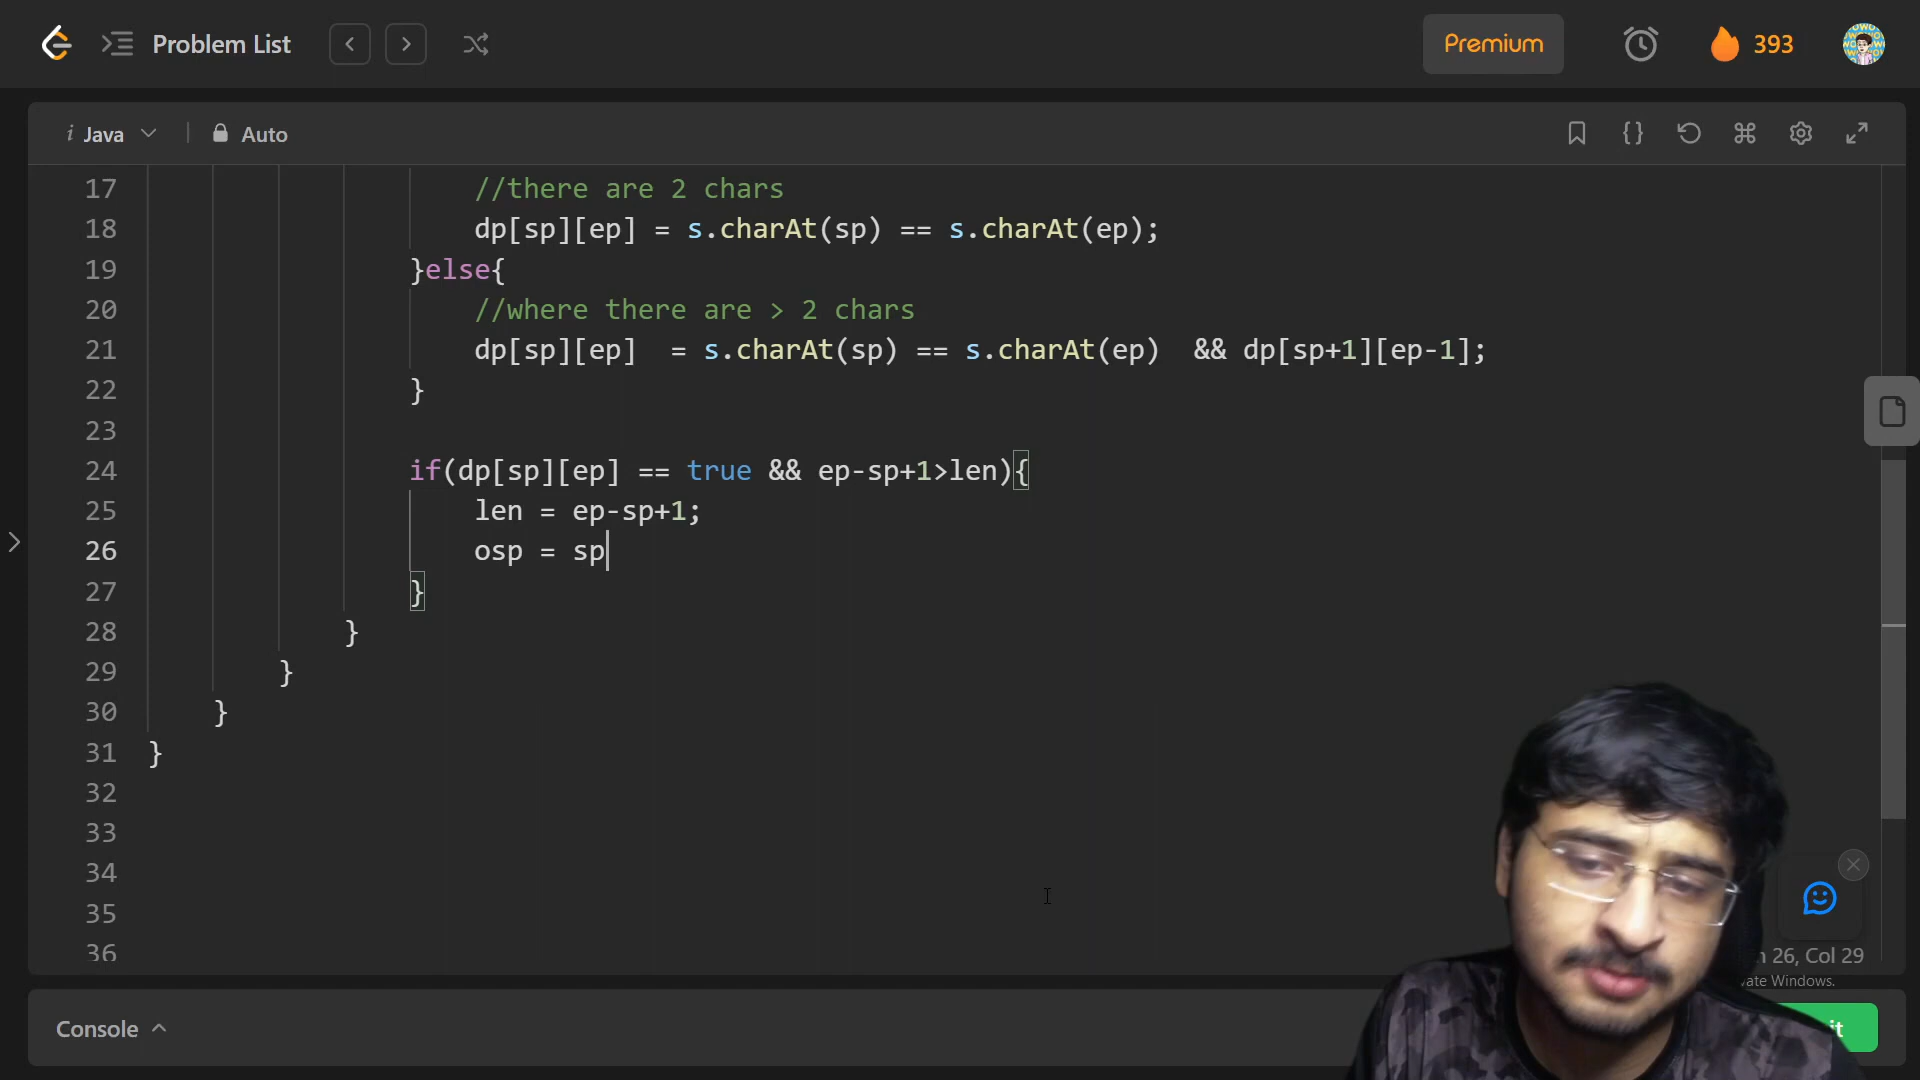 Problem List
Premium
393
i Java
Auto
17 //there are 2 chars
18 dp[sp][ep] = s.charAt(sp) == s.charAt(ep);
19 }else{
20 //where there are > 2 chars
21 dp[sp][ep]  = s.charAt(sp) == s.charAt(ep)  && dp[sp+1][ep-1];
22 }
23
24 if(dp[sp][ep] == true && ep-sp+1>len){
25 len = ep-sp+1;
26 osp = sp
27 }
28 }
29 }
30 }
31 }
32
33
34
35
36
26, Col 29
Windows.
Console